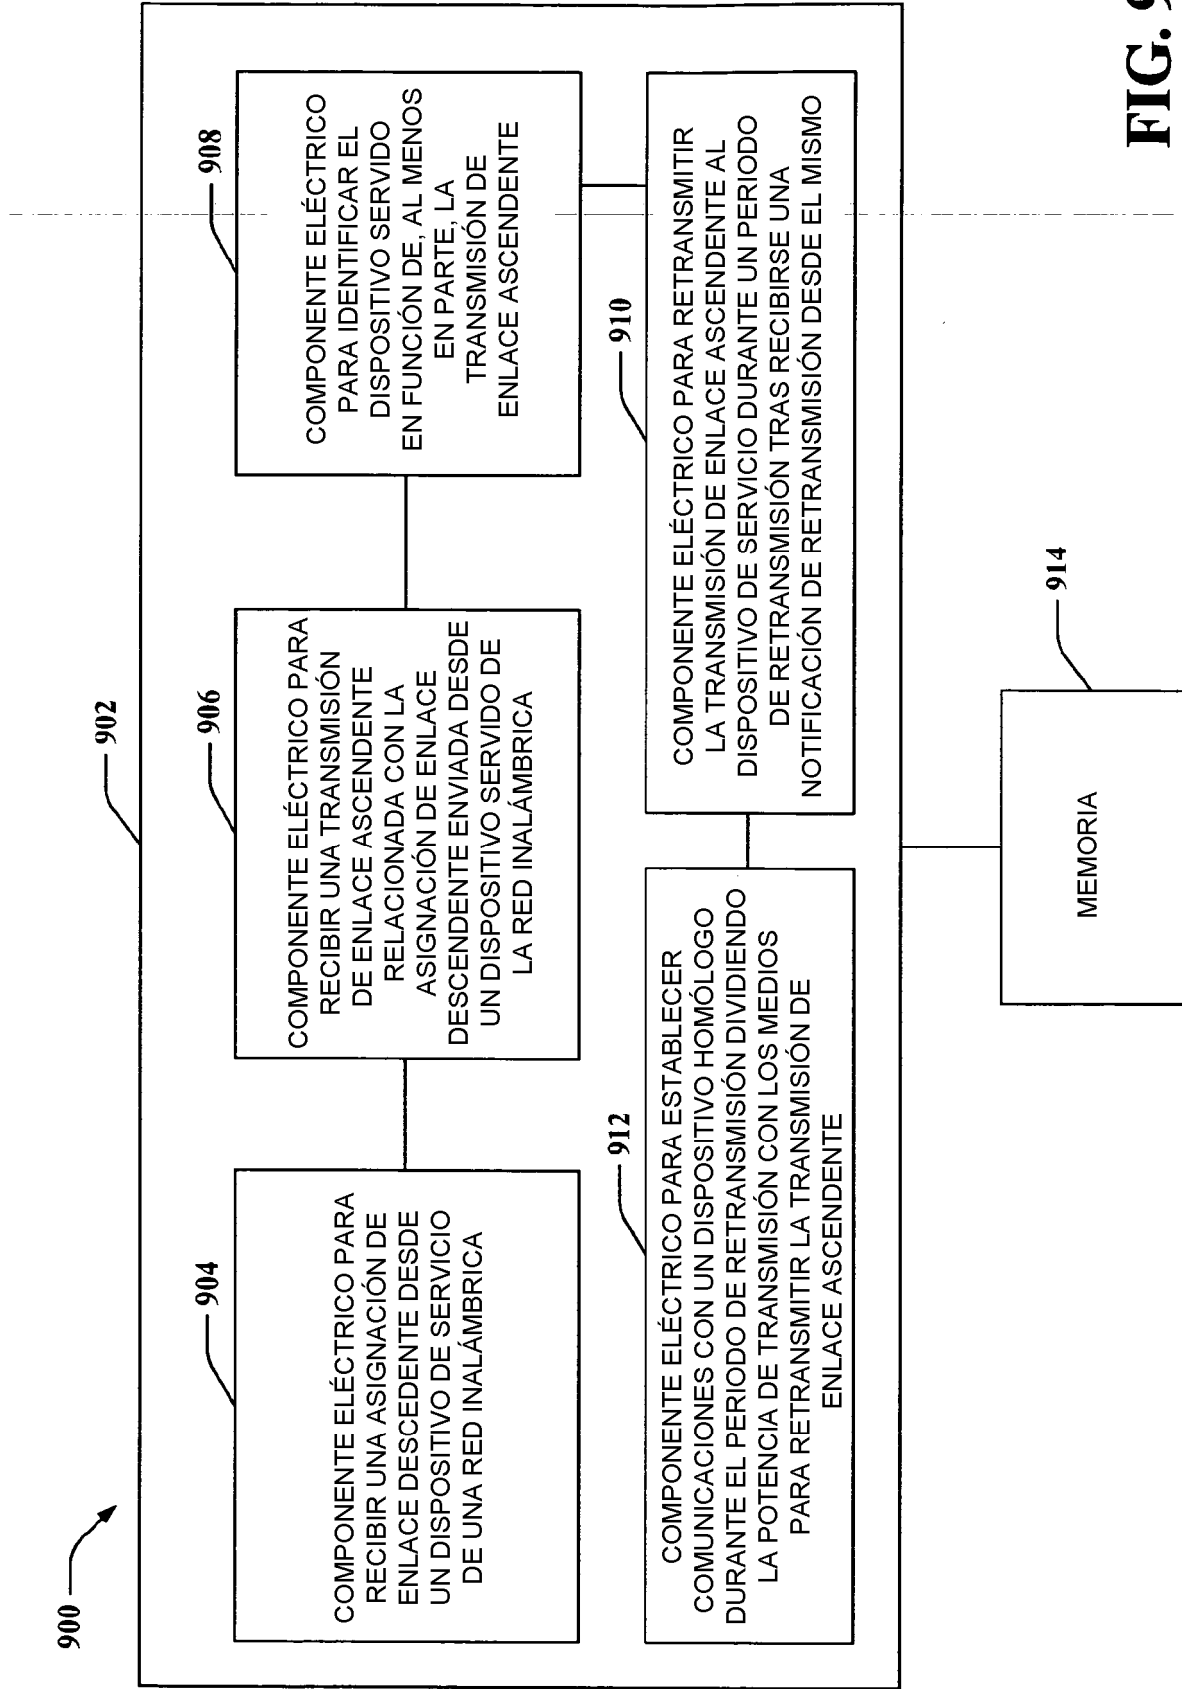 900
902
904
COMPONENTE ELÉCTRICO PARA
RECIBIR UNA ASIGNACIÓN DE
ENLACE DESCEDENTE DESDE
UN DISPOSITIVO DE SERVICIO
DE UNA RED INALÁMBRICA
906
COMPONENTE ELÉCTRICO PARA
RECIBIR UNA TRANSMISIÓN
DE ENLACE ASCENDENTE
RELACIONADA CON LA
ASIGNACIÓN DE ENLACE
DESCENDENTE ENVIADA DESDE
UN DISPOSITIVO SERVIDO DE
LA RED INALÁMBRICA
908
COMPONENTE ELÉCTRICO
PARA IDENTIFICAR EL
DISPOSITIVO SERVIDO
EN FUNCIÓN DE, AL MENOS
EN PARTE, LA
TRANSMISIÓN DE
ENLACE ASCENDENTE
912
COMPONENTE ELÉCTRICO PARA ESTABLECER
COMUNICACIONES CON UN DISPOSITIVO HOMÓLOGO
DURANTE EL PERIODO DE RETRANSMISIÓN DIVIDIENDO
LA POTENCIA DE TRANSMISIÓN CON LOS MEDIOS
PARA RETRANSMITIR LA TRANSMISIÓN DE
ENLACE ASCENDENTE
910
COMPONENTE ELÉCTRICO PARA RETRANSMITIR
LA TRANSMISIÓN DE ENLACE ASCENDENTE AL
DISPOSITIVO DE SERVICIO DURANTE UN PERIODO
DE RETRANSMISIÓN TRAS RECIBIRSE UNA
NOTIFICACIÓN DE RETRANSMISIÓN DESDE EL MISMO
914
MEMORIA
FIG. 9